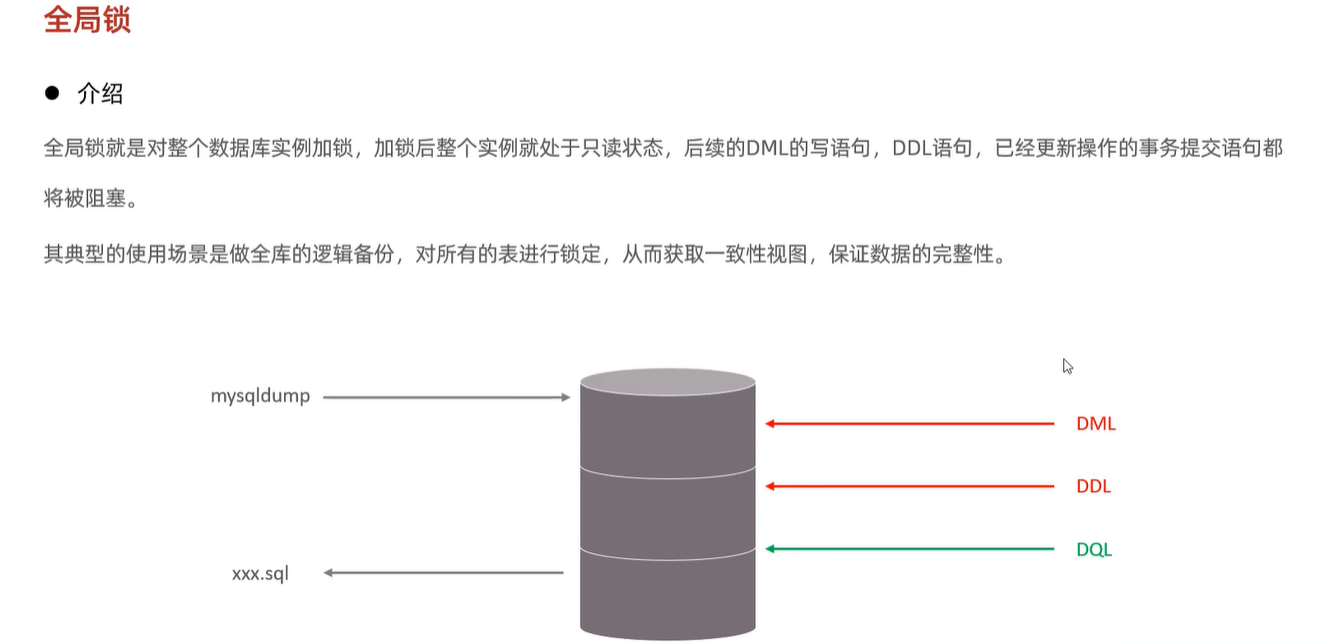 全局锁
● 介绍
全局锁就是对整个数据库实例加锁，加锁后整个实例就处于只读状态，后续的DML的写语句，DDL语句，已经更新操作的事务提交语句都
将被阻塞。
其典型的使用场景是做全库的逻辑备份，对所有的表进行锁定，从而获取一致性视图，保证数据的完整性。
mysqldump
DML
DDL
DQL
xxx.sql